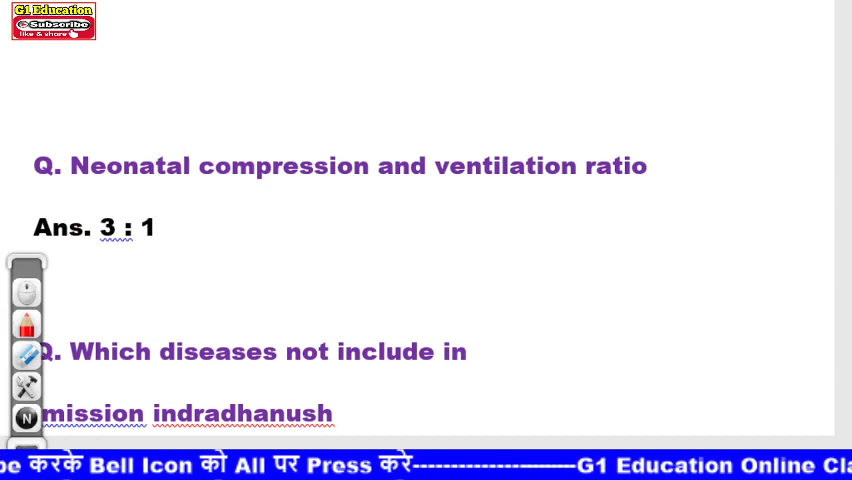 G1 Education
Subscribe
like & share
Q. Neonatal compression and ventilation ratio
Ans. 3 : 1
Q. Which diseases not include in
mission indradhanush
N
be करके Bell Icon को All पर Press करे-----------------------------G1 Education Online Cla